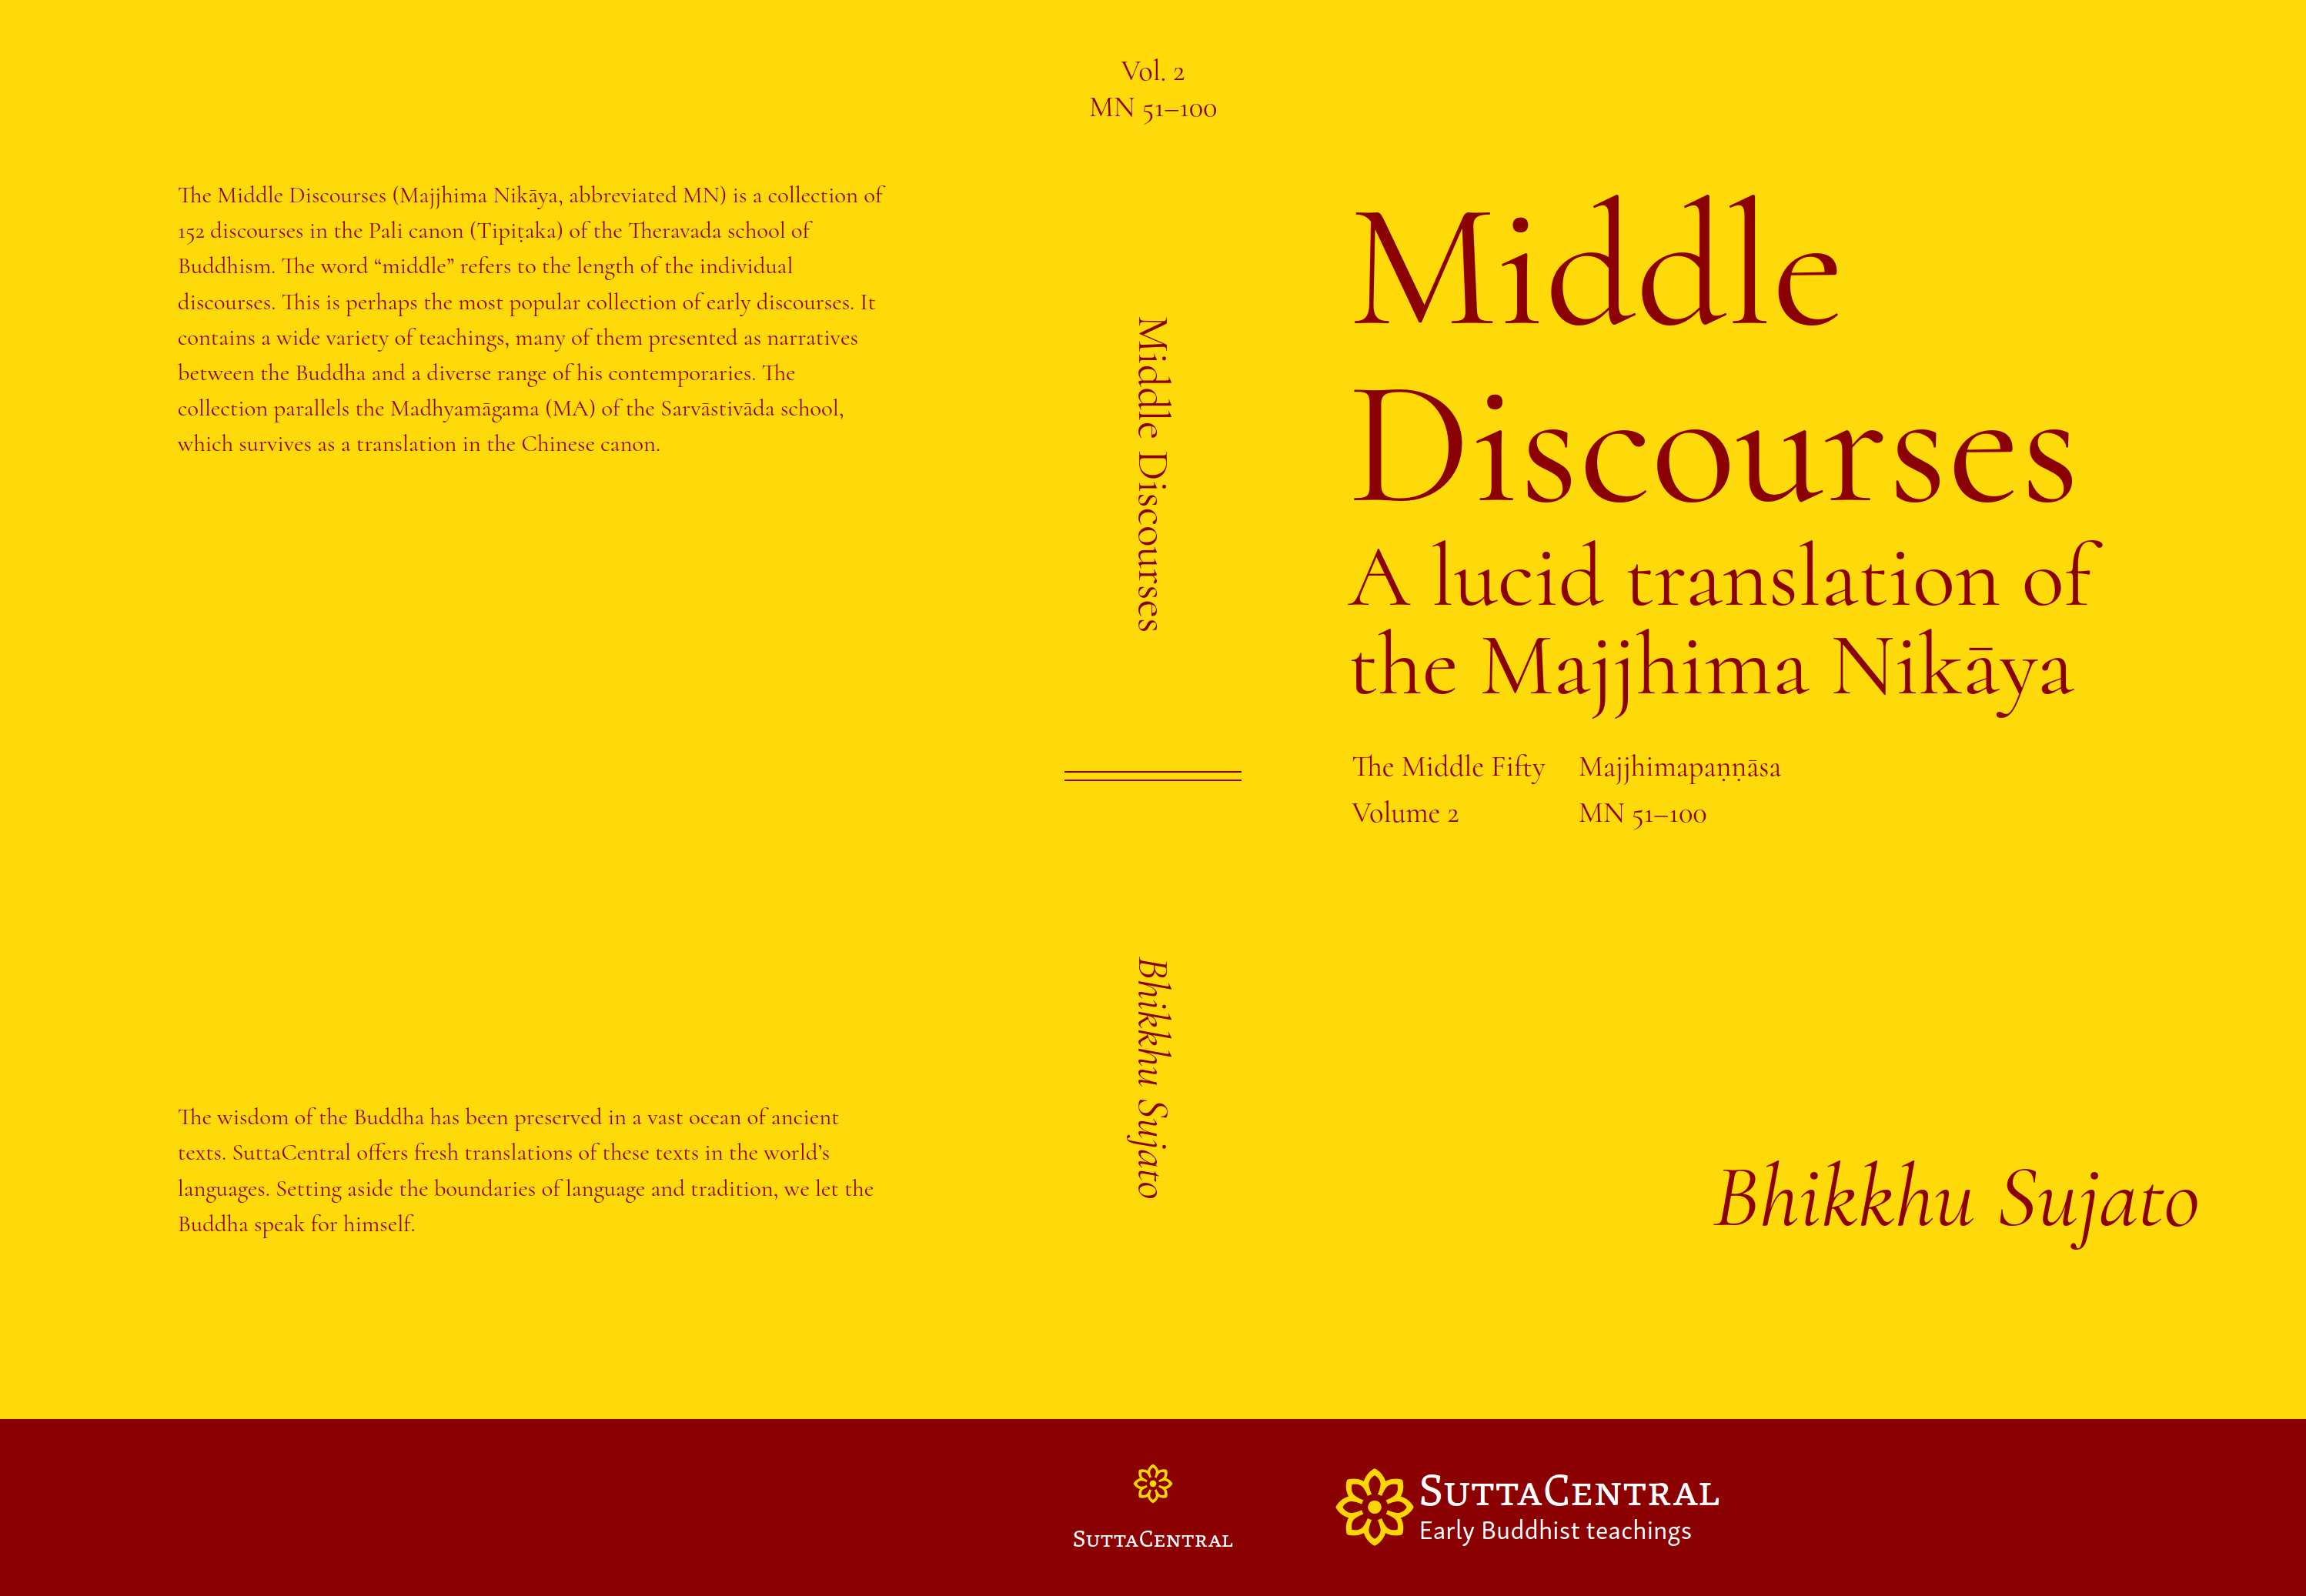 The Middle Discourses (Majjhima Nikāya, abbreviated MN) is a collection of
152 discourses in the Pali canon (Tipiṭaka) of the Theravada school of
Buddhism. The word “middle” refers to the length of the individual
discourses. This is perhaps the most popular collection of early discourses. It
contains a wide variety of teachings, many of them presented as narratives
between the Buddha and a diverse range of his contemporaries. The
collection parallels the Madhyamāgama (MA) of the Sarvāstivāda school,
which survives as a translation in the Chinese canon.
The wisdom of the Buddha has been preserved in a vast ocean of ancient
texts. SuttaCentral offers fresh translations of these texts in the world’s
languages. Setting aside the boundaries of language and tradition, we let the
Buddha speak for himself.
Vol. 2
MN 51–100
Middle Discourses
Bhikkhu Sujato
SuttaCentral
Middle
Discourses
A lucid translation of
the Majjhima Nikāya
The Middle Fifty Majjhimapaṇṇāsa
Volume 2 MN 51–100
Bhikkhu Sujato
SuttaCentral
Early Buddhist teachings